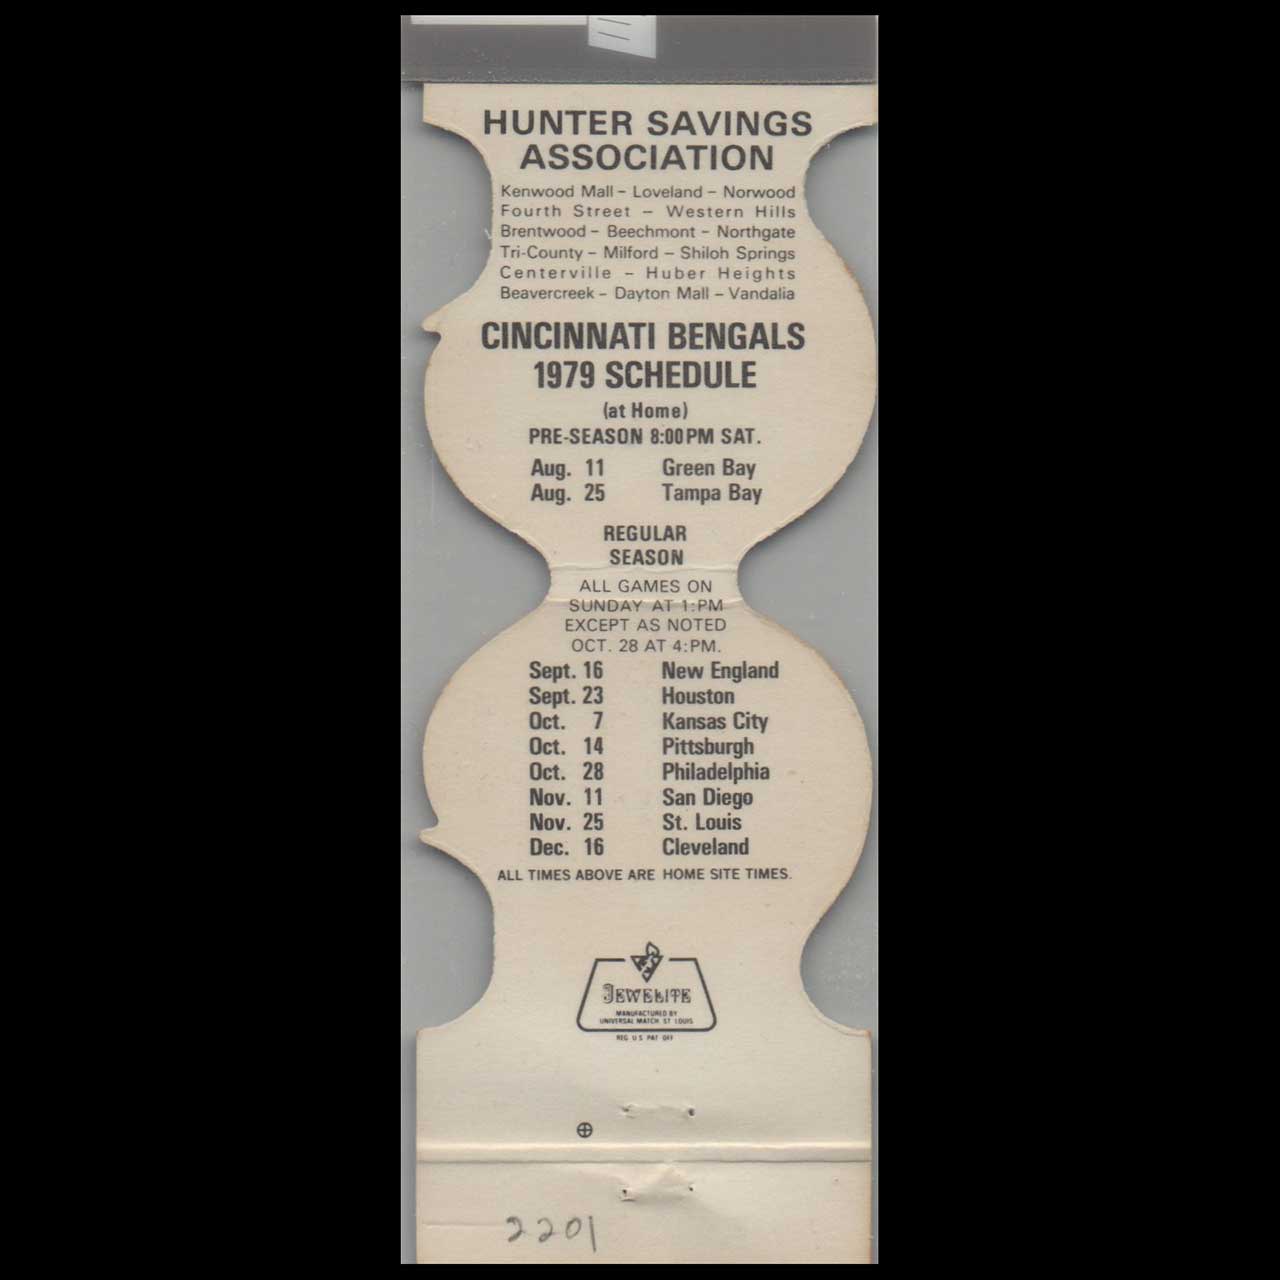 HUNTER SAVINGS
ASSOCIATION
Kenwood Mall – Loveland – Norwood
Fourth Street – Western Hills
Brentwood – Beechmont – Northgate
Tri-County – Milford – Shiloh Springs
Centerville – Huber Heights
Beavercreek – Dayton Mall – Vandalia
CINCINNATI BENGALS
1979 SCHEDULE
(at Home)
PRE-SEASON 8:00PM SAT.
Aug. 11 Green Bay
Aug. 25 Tampa Bay
REGULAR
SEASON
ALL GAMES ON
SUNDAY AT 1:PM
EXCEPT AS NOTED
OCT. 28 AT 4:PM.
Sept. 16 New England
Sept. 23 Houston
Oct. 7 Kansas City
Oct. 14 Pittsburgh
Oct. 28 Philadelphia
Nov. 11 San Diego
Nov. 25 St. Louis
Dec. 16 Cleveland
ALL TIMES ABOVE ARE HOME SITE TIMES.
JEWELITE
MANUFACTURED BY
UNIVERSAL MATCH, ST LOUIS
REG U S PAT OFF
2201